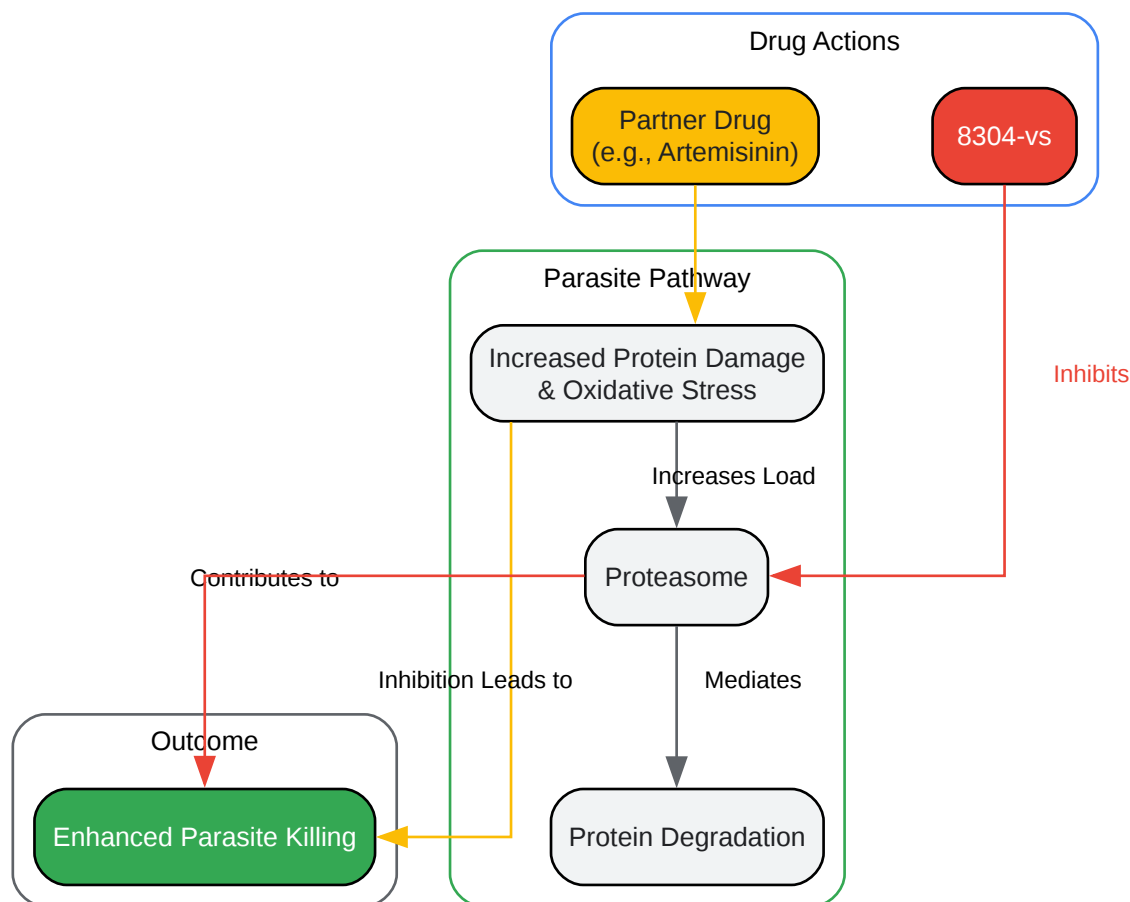 Drug Actions
Partner Drug
(e.g., Artemisinin)
8304-vs
Parasite Pathway
Increased Protein Damage
& Oxidative Stress
Inhibits
Increases Load
Proteasome
Contributes to
Inhibition Leads to
Mediates
Outcome
Enhanced Parasite Killing
Protein Degradation